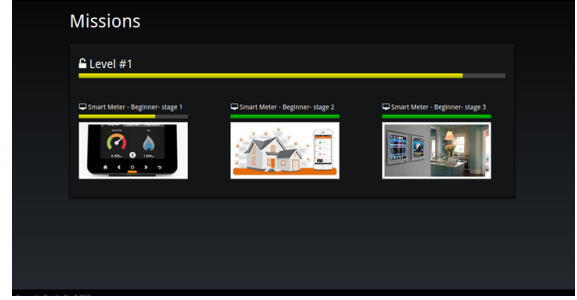 Missions
Level #1
Smart Meter - Beginner- stage 1
Smart Meter - Beginner- stage 2
Smart Meter - Beginner- stage 3